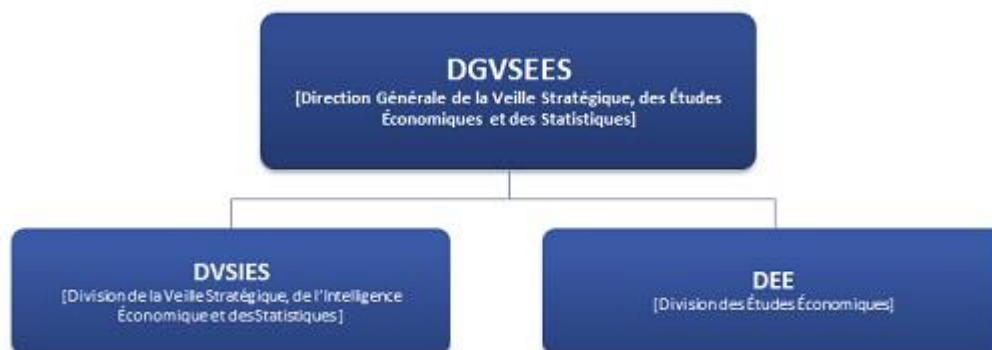 DGVSEES
[Direction Générale de la Veille Stratégique, des Études
Économiques et des Statistiques]
DVSIES
[Division de la Veille Stratégique, de l'Intelligence
Économique et des Statistiques]
DEE
[Division des Études Économiques]